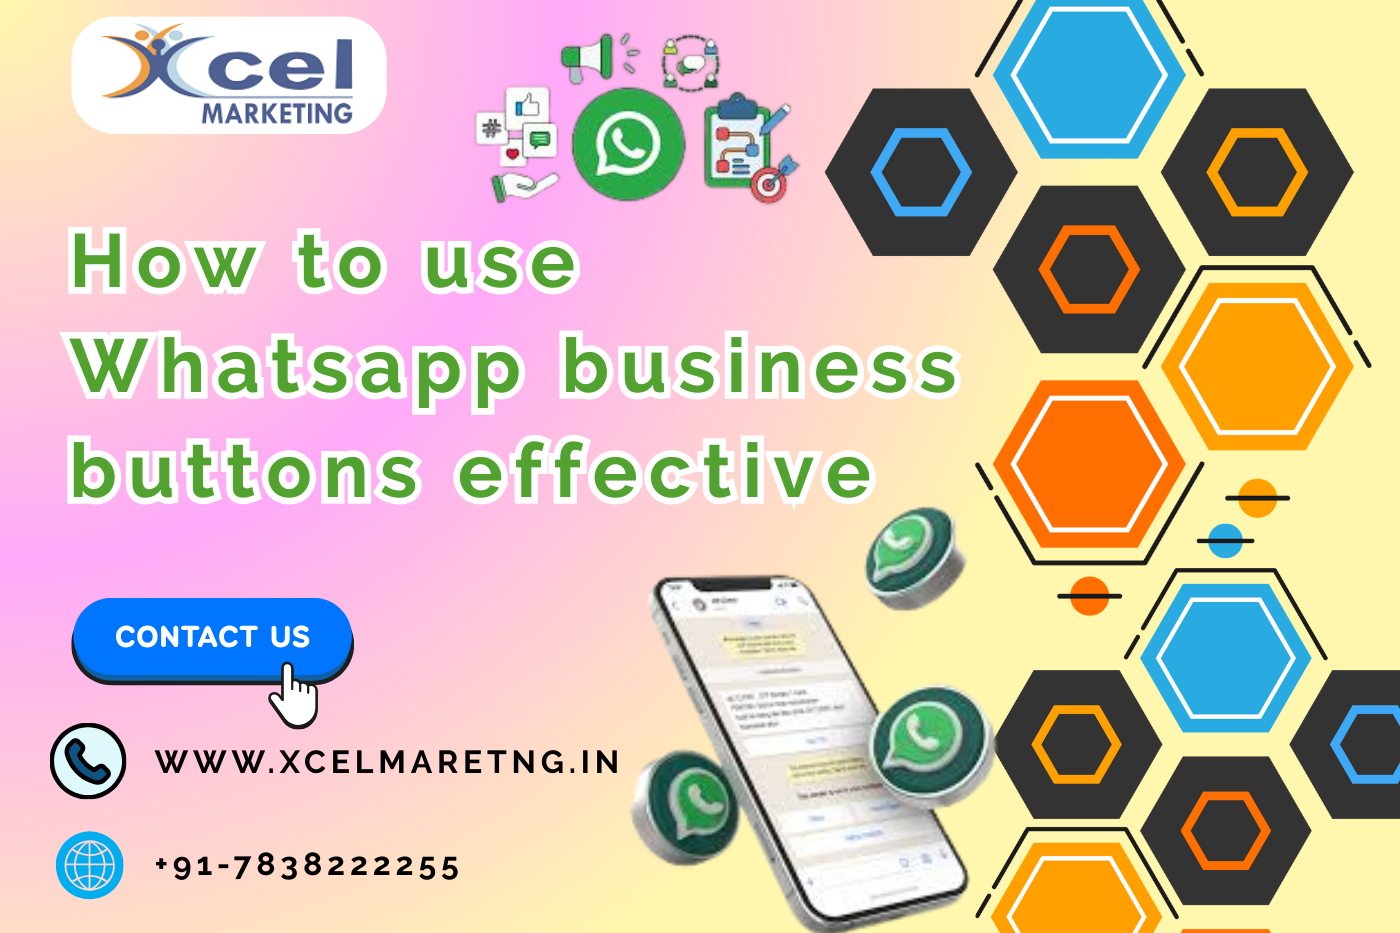 Xcel
MARKETING
#
How to use
Whatsapp business
buttons effective
CONTACT US
WWW.XCELMARETNG.IN
+91-7838222255